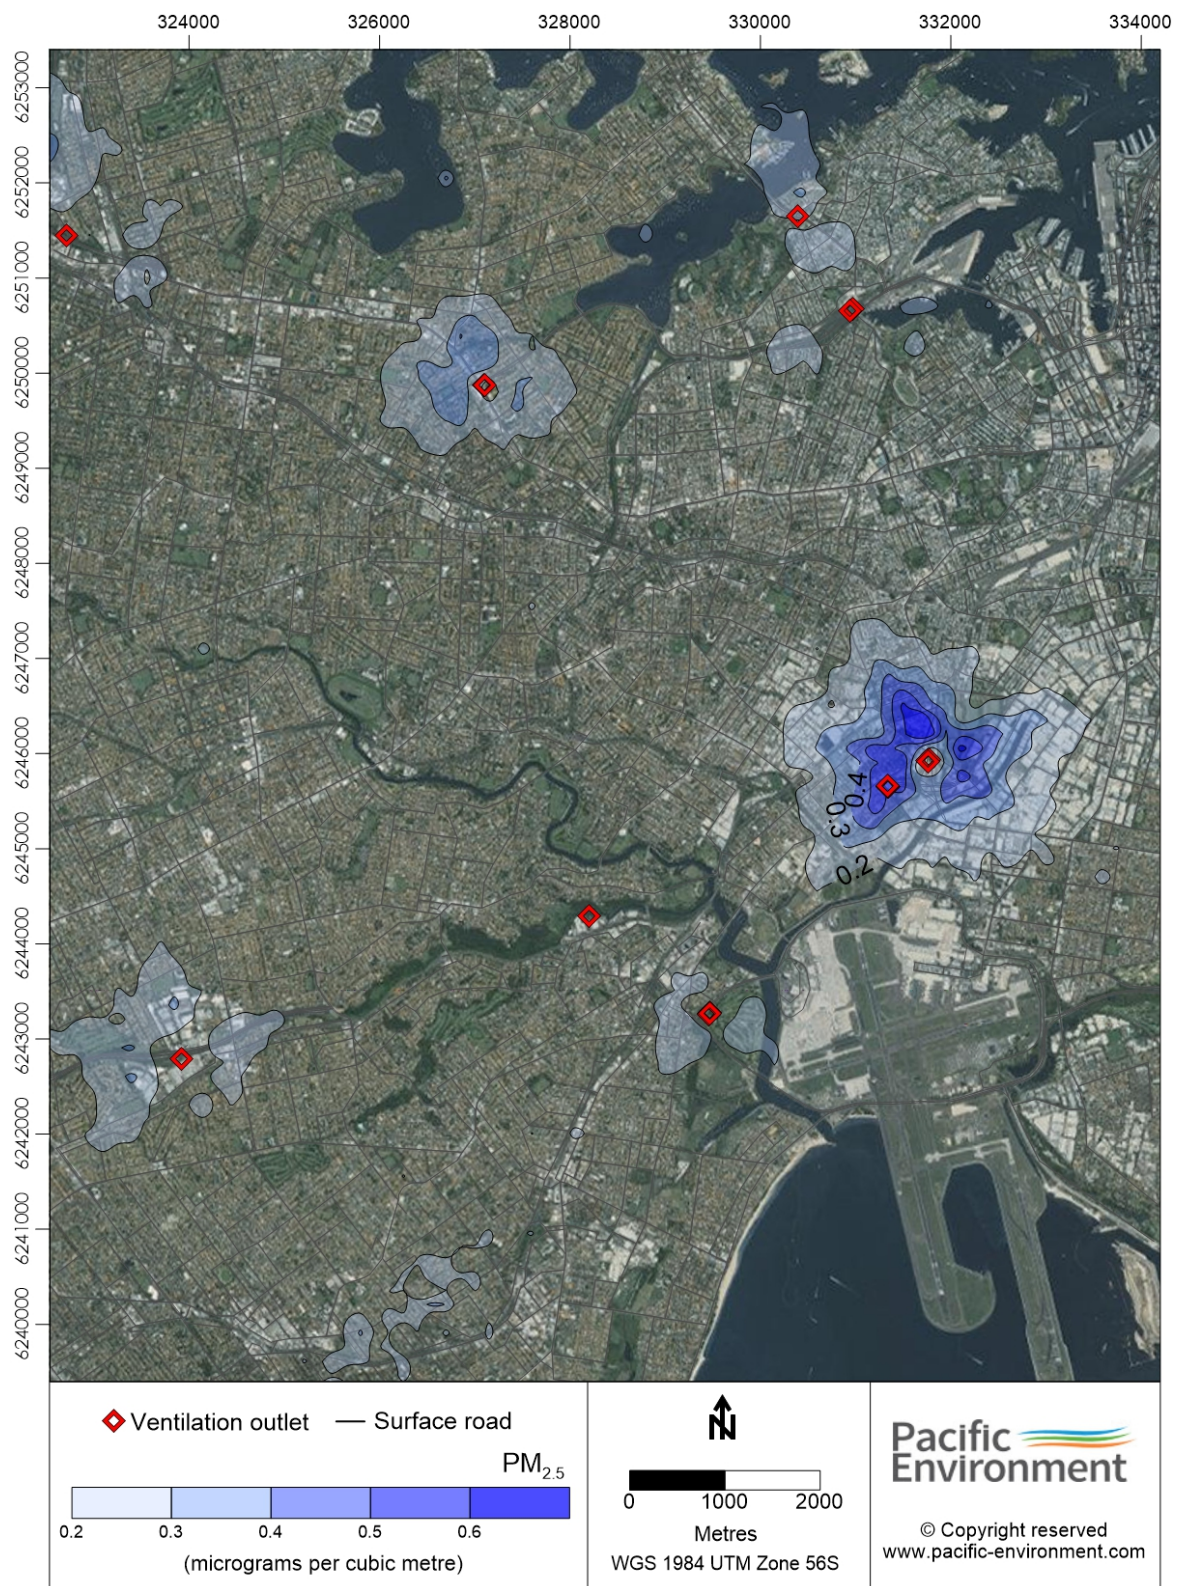 324000 326000 328000 330000 332000 334000
6253000
6252000
6251000
6250000
6249000
6248000
6247000
6246000
6245000
6244000
6243000
6242000
6241000
6240000
0.4
0.3
0.2
Ventilation outlet
Surface road
PM2.5
0.2 0.3 0.4 0.5 0.6
(micrograms per cubic metre)
N
0 1000 2000
Metres
WGS 1984 UTM Zone 56S
Pacific
Environment
© Copyright reserved
www.pacific-environment.com